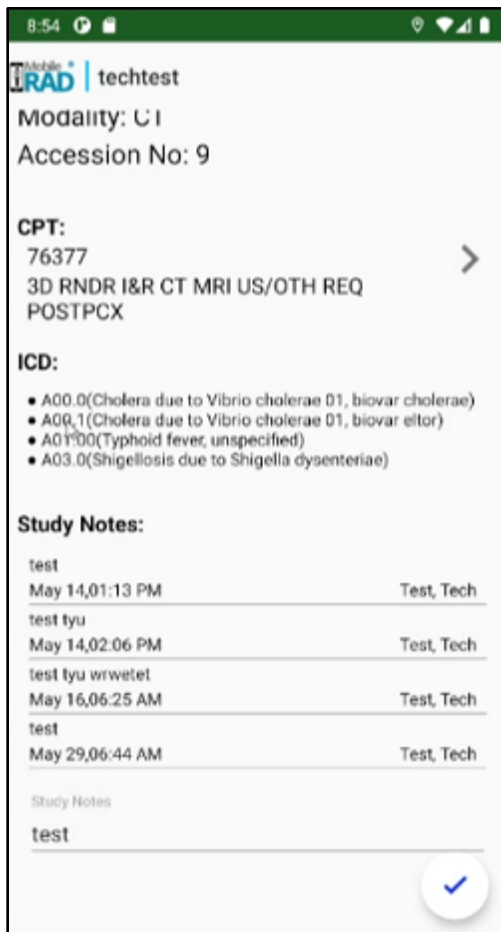 8:54
Mobile
RAD techtest
Modality: CT
Accession No: 9
CPT:
76377
3D RNDR I&R CT MRI US/OTH REQ
POSTPCX
ICD:
• A00.0(Cholera due to Vibrio cholerae 01, biovar cholerae)
• A00.1(Cholera due to Vibrio cholerae 01, biovar eltor)
• A01.00(Typhoid fever, unspecified)
• A03.0(Shigellosis due to Shigella dysenteriae)
Study Notes:
test
May 14,01:13 PM Test, Tech
test tyu
May 14,02:06 PM Test, Tech
test tyu wrwetet
May 16,06:25 AM Test, Tech
test
May 29,06:44 AM Test, Tech
Study Notes
test